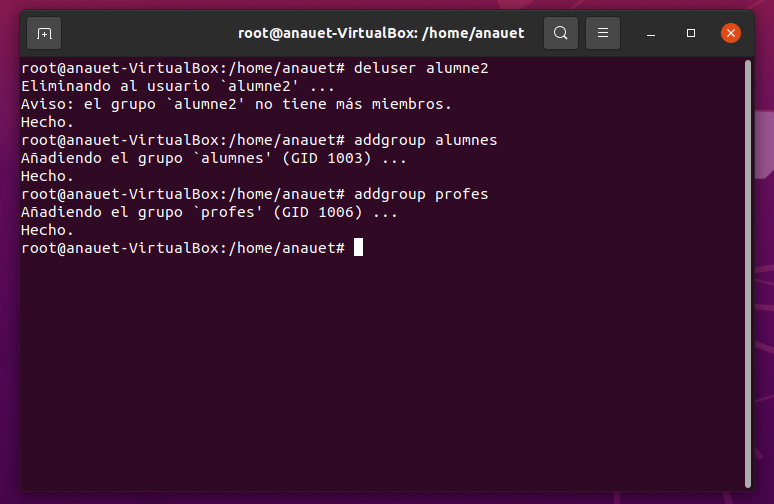 root@anauet-VirtualBox: /home/anauet
root@anauet-VirtualBox:/home/anauet# deluser alumne2
Eliminando al usuario `alumne2' ...
Aviso: el grupo `alumne2' no tiene más miembros.
Hecho.
root@anauet-VirtualBox:/home/anauet# addgroup alumnes
Añadiendo el grupo `alumnes' (GID 1003) ...
Hecho.
root@anauet-VirtualBox:/home/anauet# addgroup profes
Añadiendo el grupo `profes' (GID 1006) ...
Hecho.
root@anauet-VirtualBox:/home/anauet#